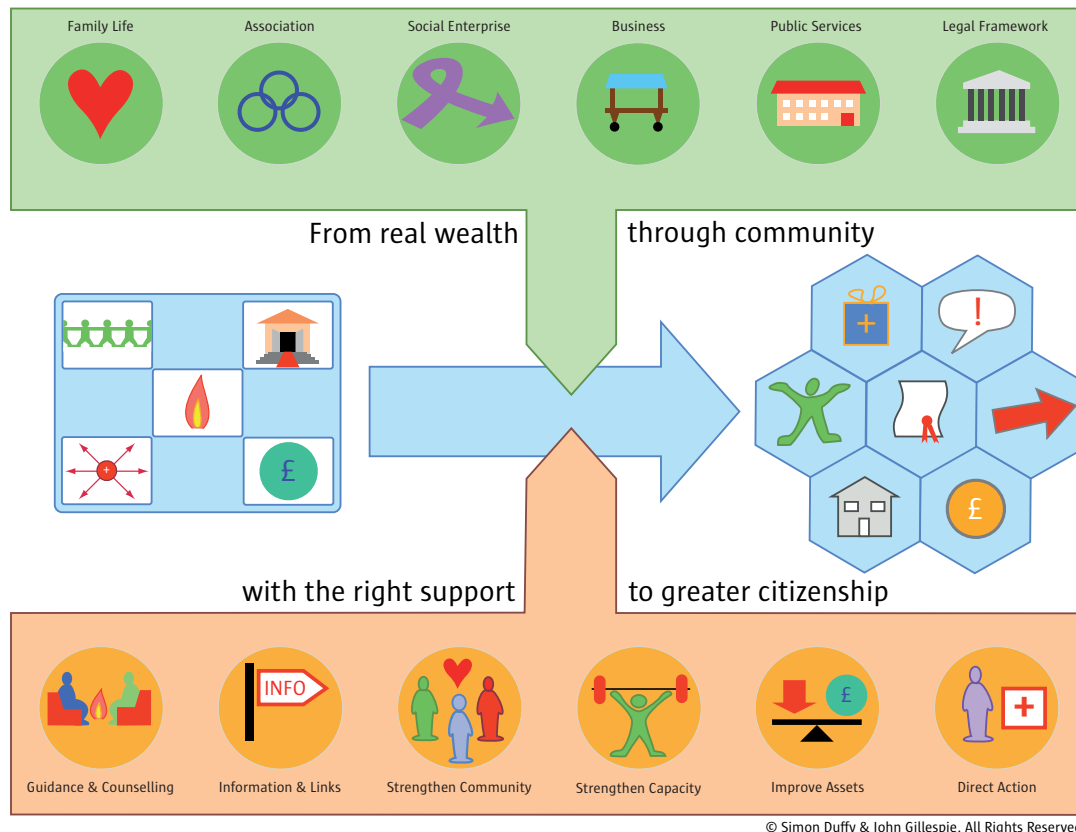 Family Life
Association
Social Enterprise
Business
Public Services
Legal Framework
From real wealth
through community
+
!
+
£
£
with the right support
to greater citizenship
INFO
£
+
Guidance & Counselling
Information & Links
Strengthen Community
Strengthen Capacity
Improve Assets
Direct Action
© Simon Duffy & John Gillespie. All Rights Reserved